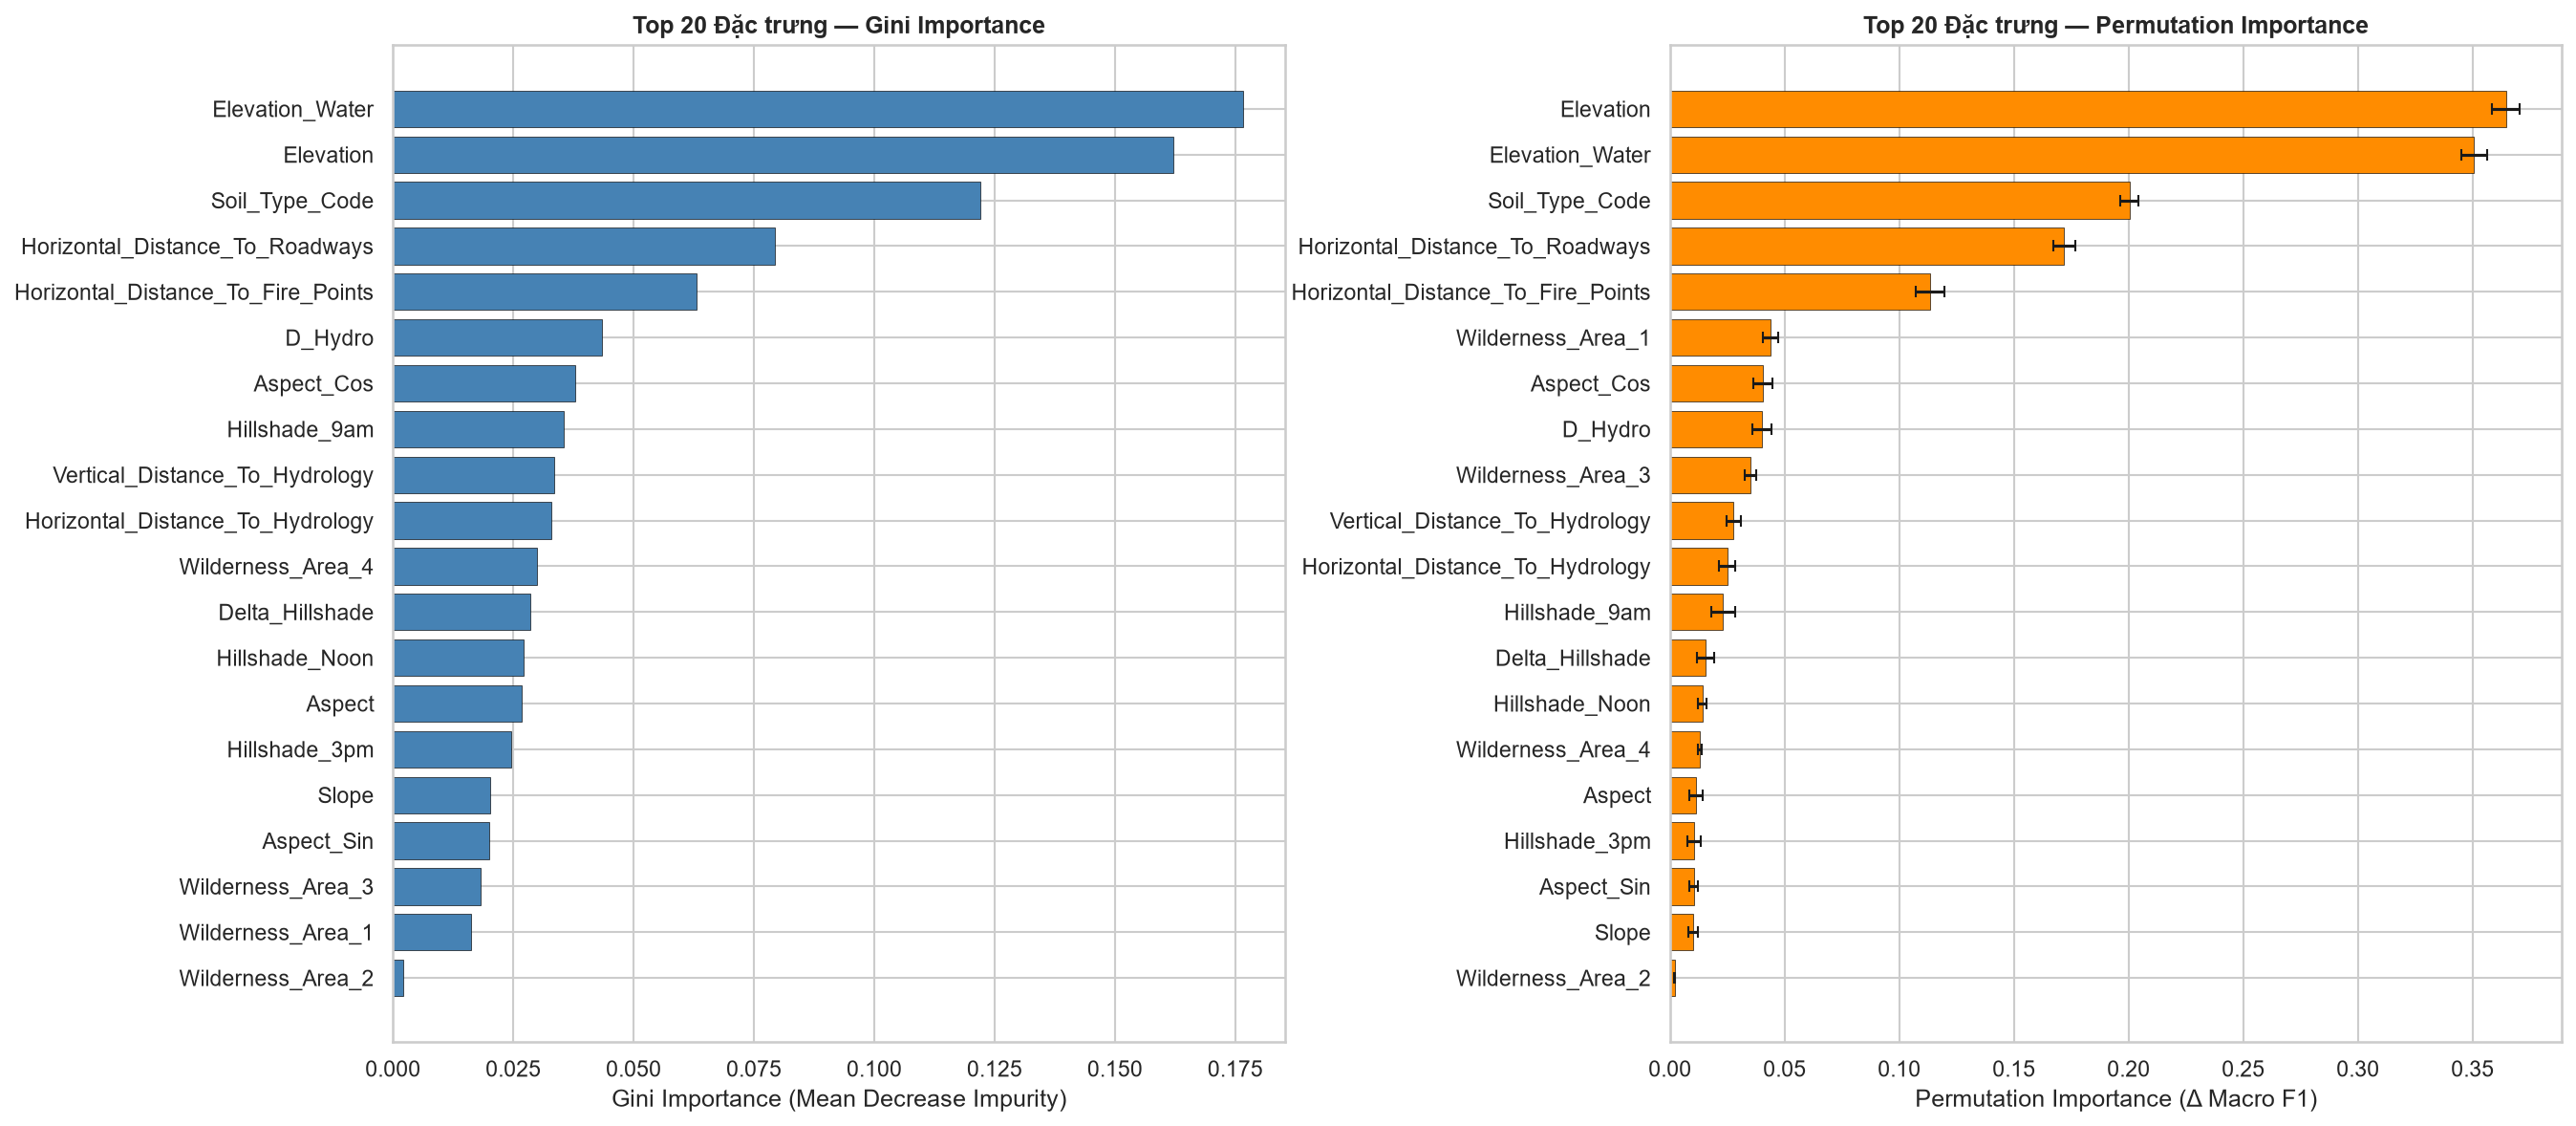 Top 20 Đặc trưng — Gini Importance
Elevation_Water
Elevation
Soil_Type_Code
Horizontal_Distance_To_Roadways
Horizontal_Distance_To_Fire_Points
D_Hydro
Aspect_Cos
Hillshade_9am
Vertical_Distance_To_Hydrology
Horizontal_Distance_To_Hydrology
Wilderness_Area_4
Delta_Hillshade
Hillshade_Noon
Aspect
Hillshade_3pm
Slope
Aspect_Sin
Wilderness_Area_3
Wilderness_Area_1
Wilderness_Area_2
0.000 0.025 0.050 0.075 0.100 0.125 0.150 0.175
Gini Importance (Mean Decrease Impurity)
Top 20 Đặc trưng — Permutation Importance
Elevation
Elevation_Water
Soil_Type_Code
Horizontal_Distance_To_Roadways
Horizontal_Distance_To_Fire_Points
Wilderness_Area_1
Aspect_Cos
D_Hydro
Wilderness_Area_3
Vertical_Distance_To_Hydrology
Horizontal_Distance_To_Hydrology
Hillshade_9am
Delta_Hillshade
Hillshade_Noon
Wilderness_Area_4
Aspect
Hillshade_3pm
Aspect_Sin
Slope
Wilderness_Area_2
0.00 0.05 0.10 0.15 0.20 0.25 0.30 0.35
Permutation Importance (Δ Macro F1)